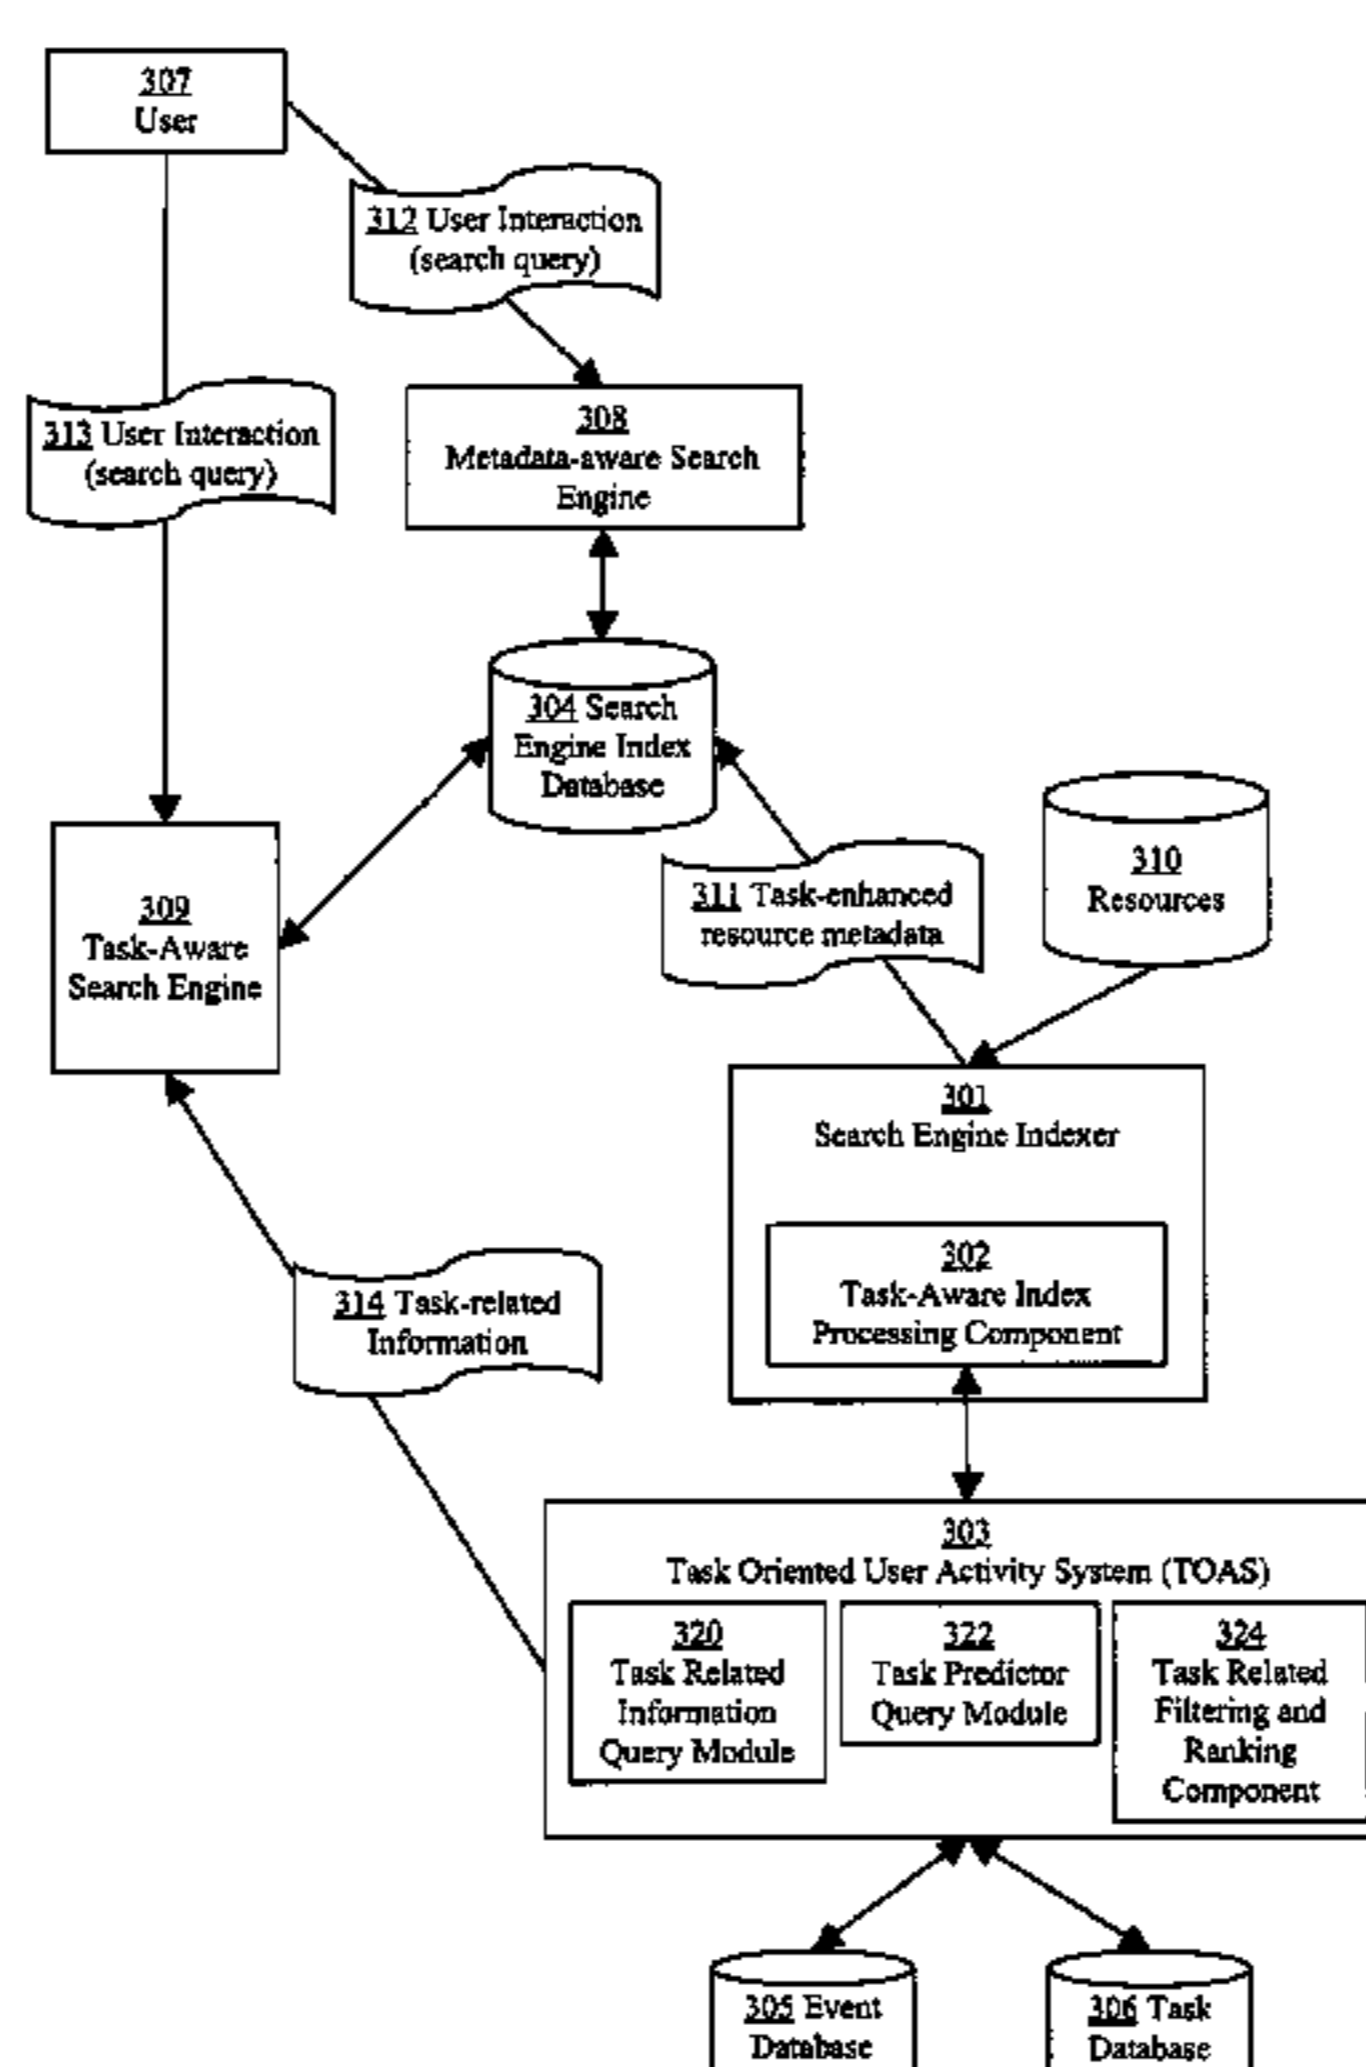 307
User
312 User Interaction
(search query)
313 User Interaction
(search query)
308
Metadata-aware Search
Engine
304 Search
Engine Index
Database
310
Resources
311 Task-enhanced
resource metadata
309
Task-Aware
Search Engine
301
Search Engine Indexer
302
Task-Aware Index
Processing Component
314 Task-related
Information
303
Task Oriented User Activity System (TOAS)
320
Task Related
Information
Query Module
322
Task Predictor
Query Module
324
Task Related
Filtering and
Ranking
Component
305 Event
Database
306 Task
Database